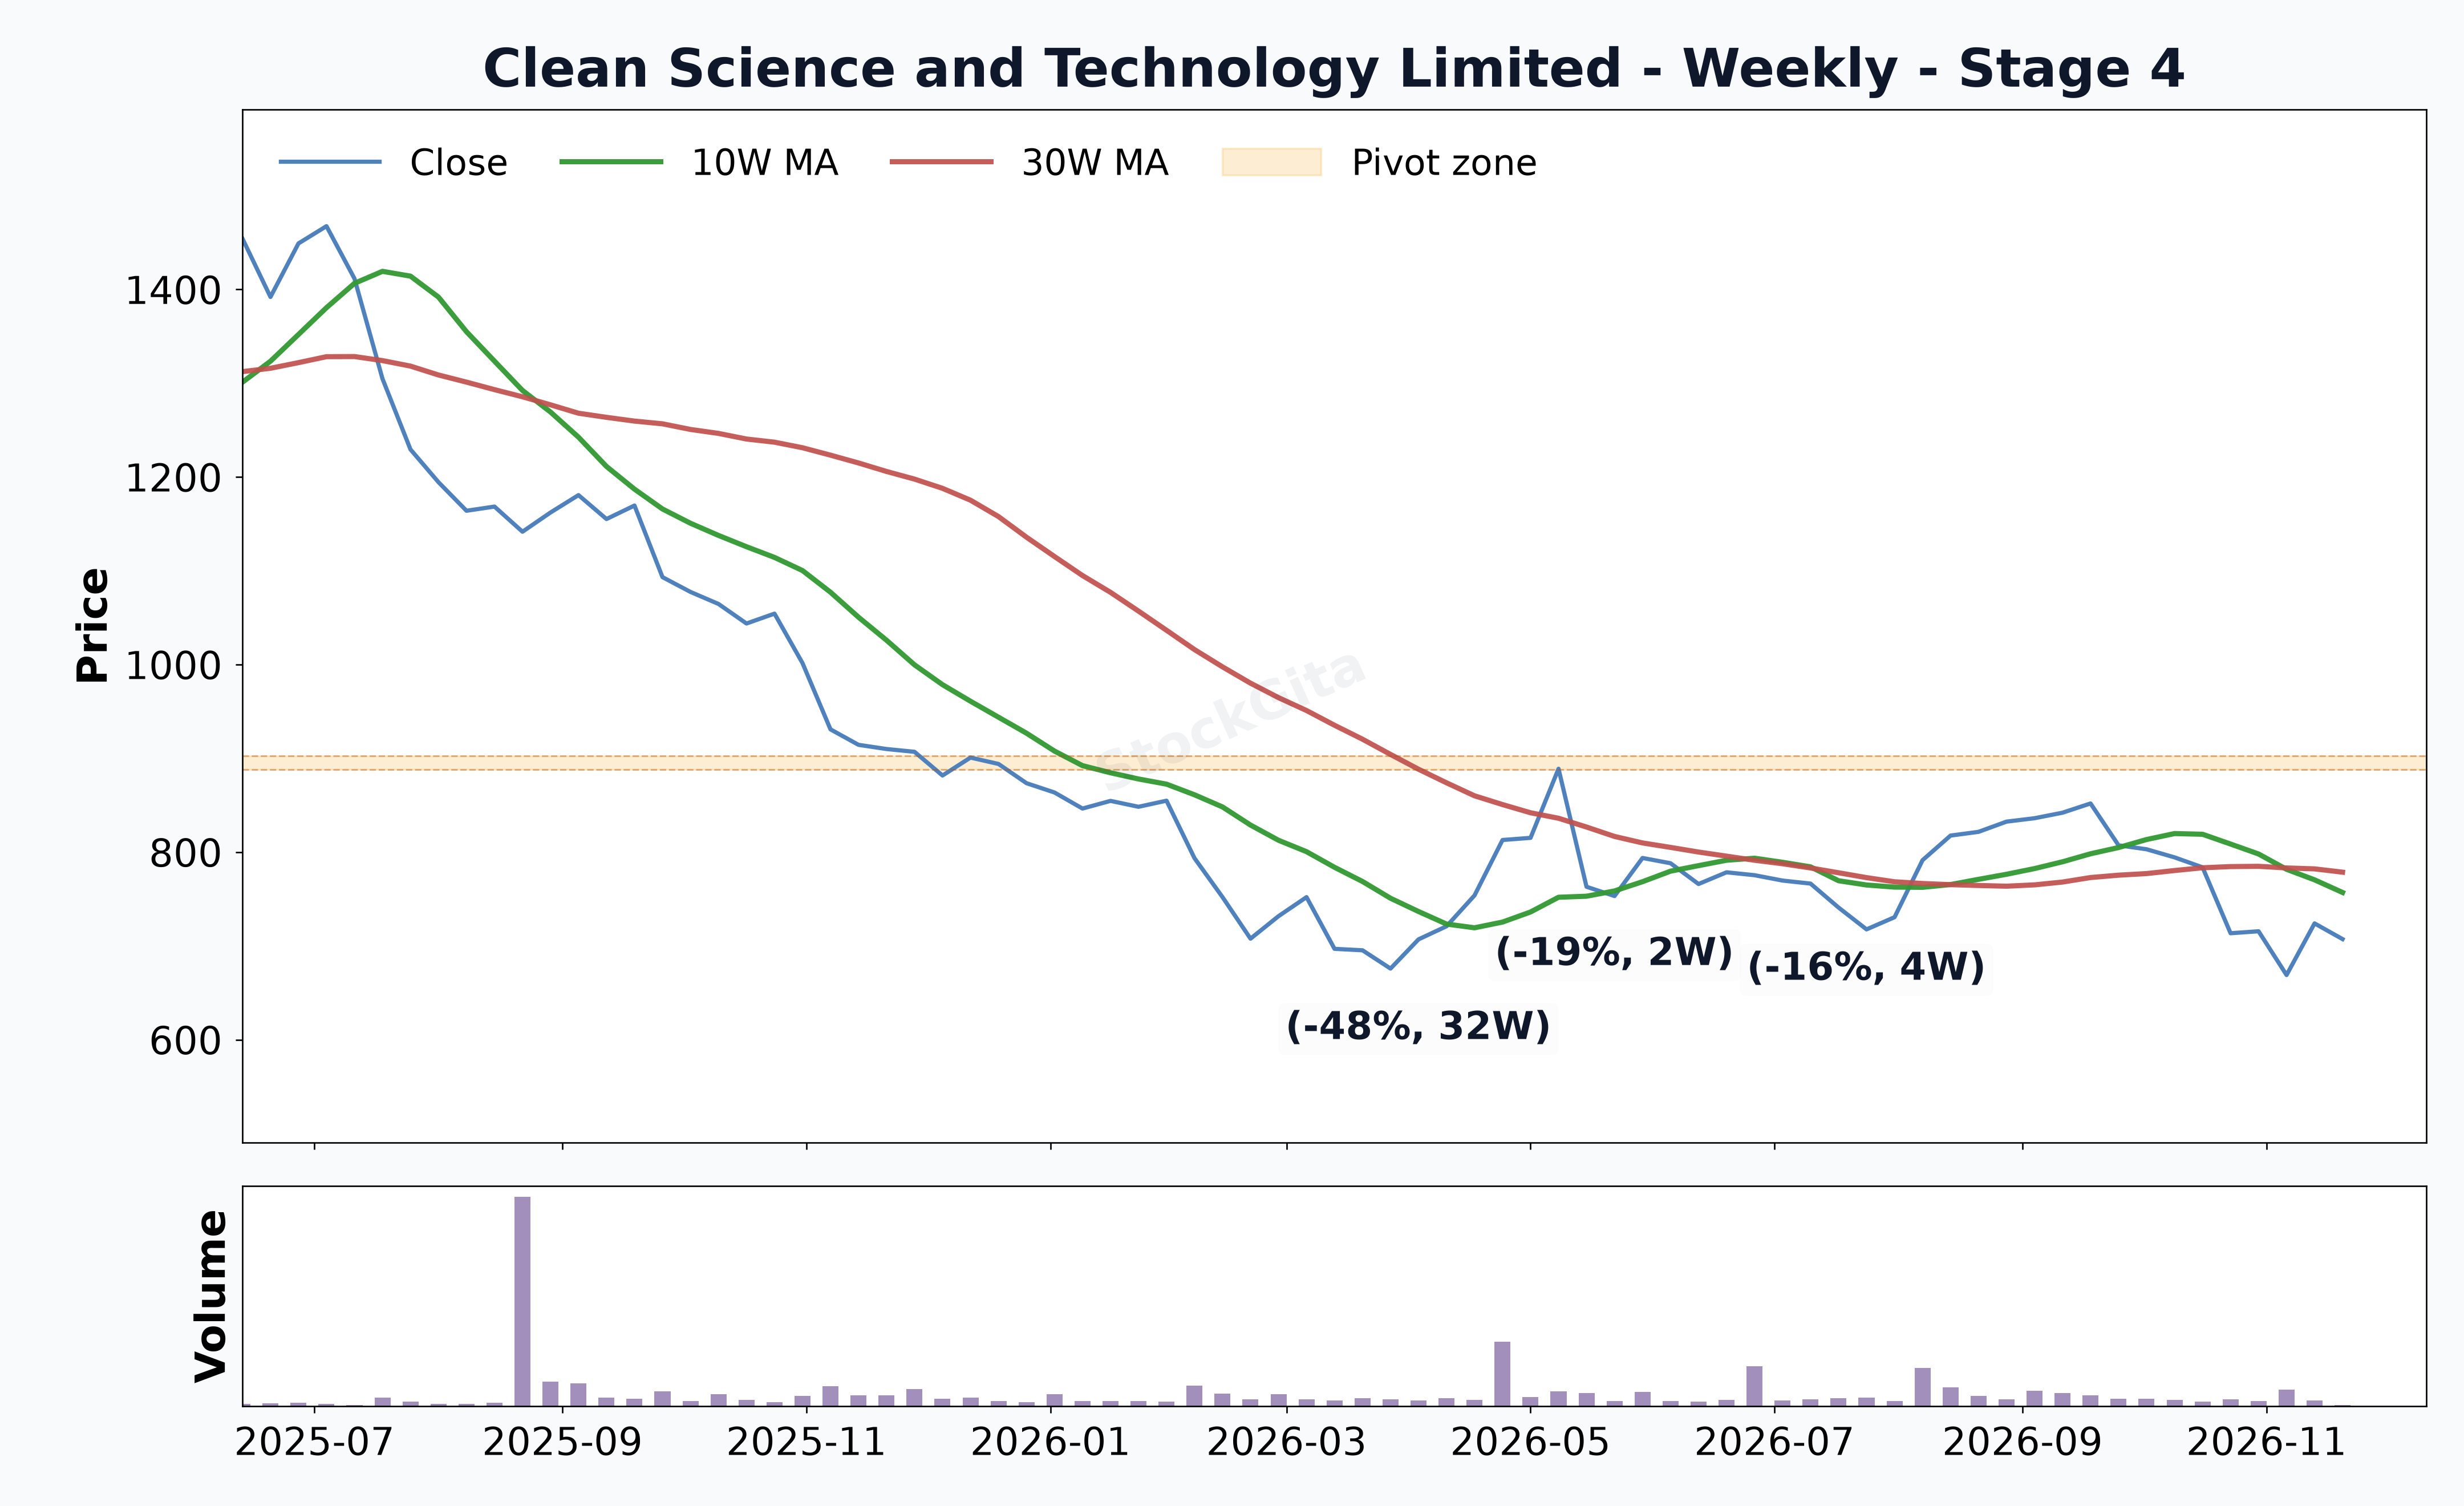 Clean Science and Technology Limited - Weekly - Stage 4
Close 10W MA 30W MA Pivot zone
1400
1200
1000
800
600
Price
StockGita
(-19%, 2W)
(-16%, 4W)
(-48%, 32W)
Volume
2025-07 2025-09 2025-11 2026-01 2026-03 2026-05 2026-07 2026-09 2026-11